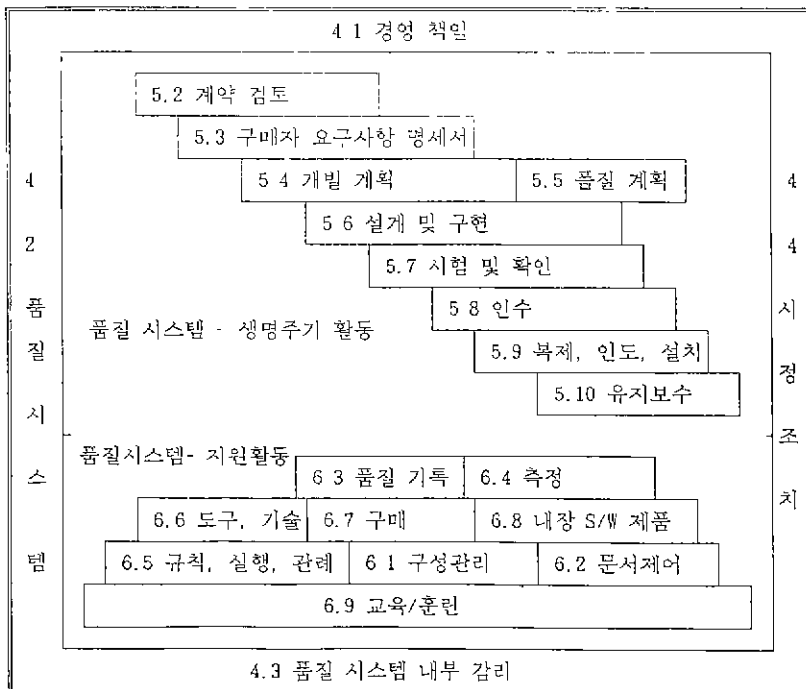 4 1 경영 책임
5.2 계약 검토
5.3 구매자 요구사항 명세서
5 4 개발 계획
5.5 품질 계획
5 6 설계 및 구현
5.7 시험 및 확인
5 8 인수
5.9 복제, 인도, 설치
5.10 유지보수
4 2 품 질 시 스 템
품질 시스템 - 생명주기 활동
4 4 시 정 조 치
품질시스템- 지원활동
6 3 품질 기록
6.4 측정
6.6 도구, 기술
6.7 구매
6.8 내장 S/W 제품
6.5 규칙, 실행, 관례
6 1 구성관리
6.2 문서제어
6.9 교육/훈련
4.3 품질 시스템 내부 감리